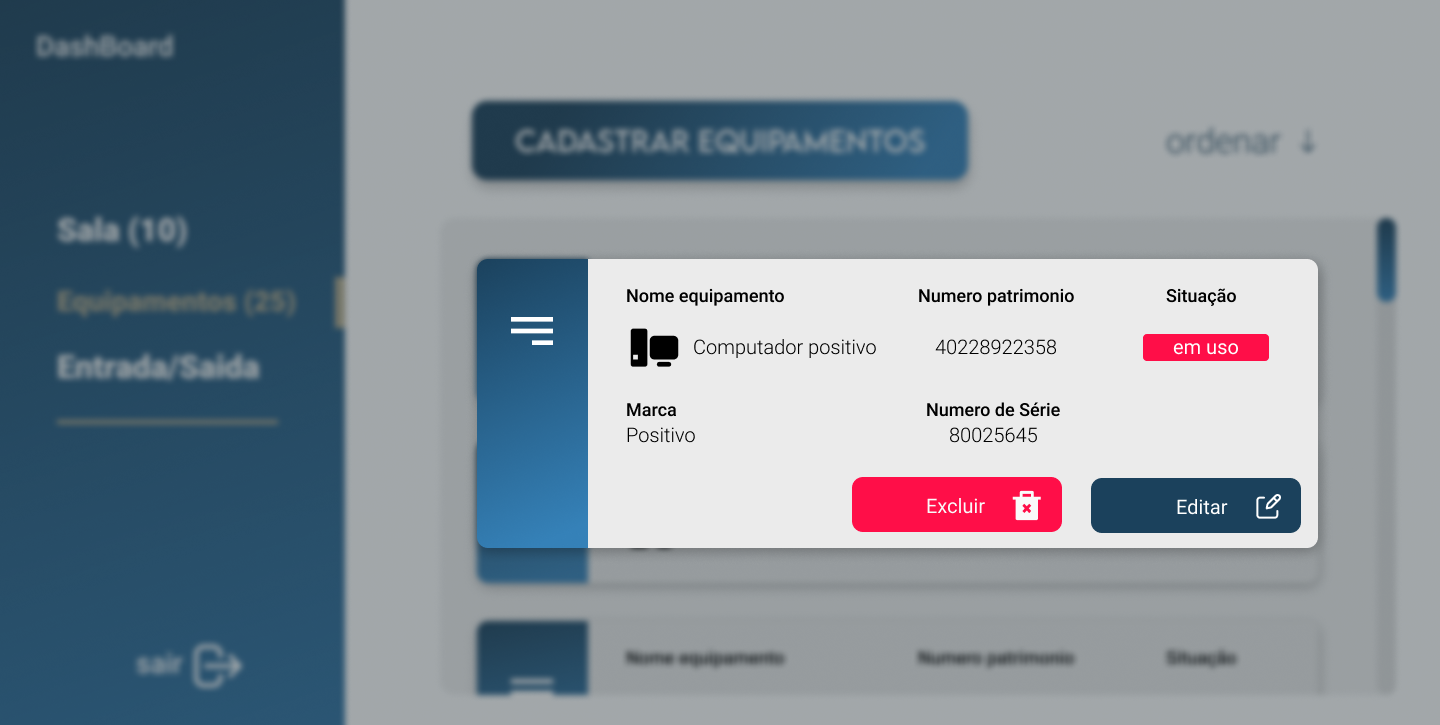 DashBoard
CADASTRAR EQUIPAMENTOS
ordenar ↓
Sala (10)
Equipamentos (25)
Entrada/Saida
Nome equipamento Numero patrimonio Situação
Computador positivo 40228922358 em uso
Marca Numero de Série
Positivo 80025645
Excluir Editar
sair
Nome equipamento Numero patrimonio Situação